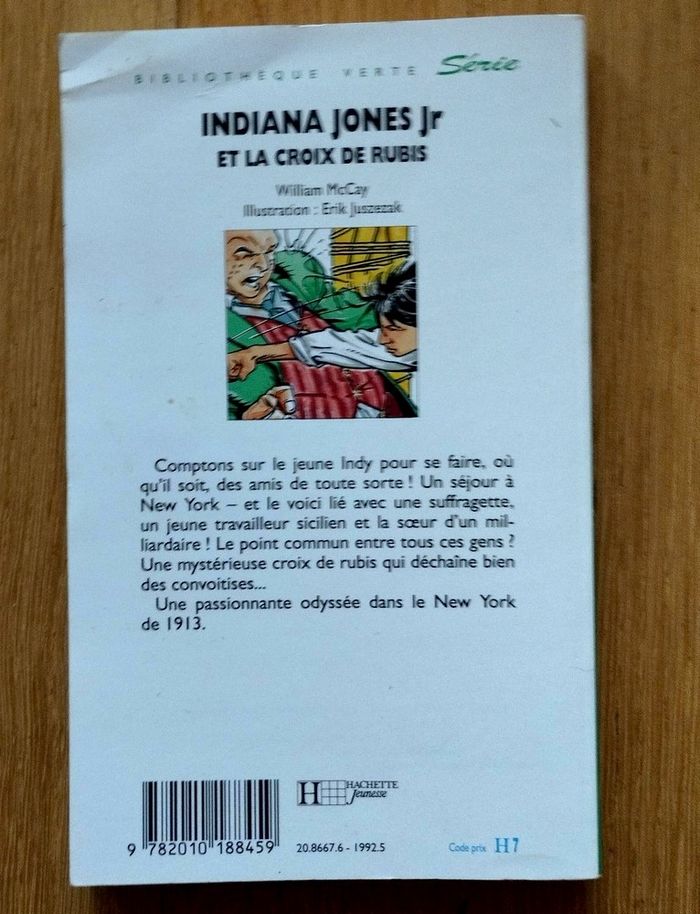 BIBLIOTHÈQUE VERTE Série
INDIANA JONES Jr
ET LA CROIX DE RUBIS
William McCay
Illustration : Erik Juszezak
Comptons sur le jeune Indy pour se faire, où
qu'il soit, des amis de toute sorte ! Un séjour à
New York – et le voici lié avec une suffragette,
un jeune travailleur sicilien et la sœur d'un mil-
liardaire ! Le point commun entre tous ces gens ?
Une mystérieuse croix de rubis qui déchaîne bien
des convoitises...
Une passionnante odyssée dans le New York
de 1913.
H HACHETTE
Jeunesse
9 782010 188459
20.8667.6 - 1992.5
Code prix H7